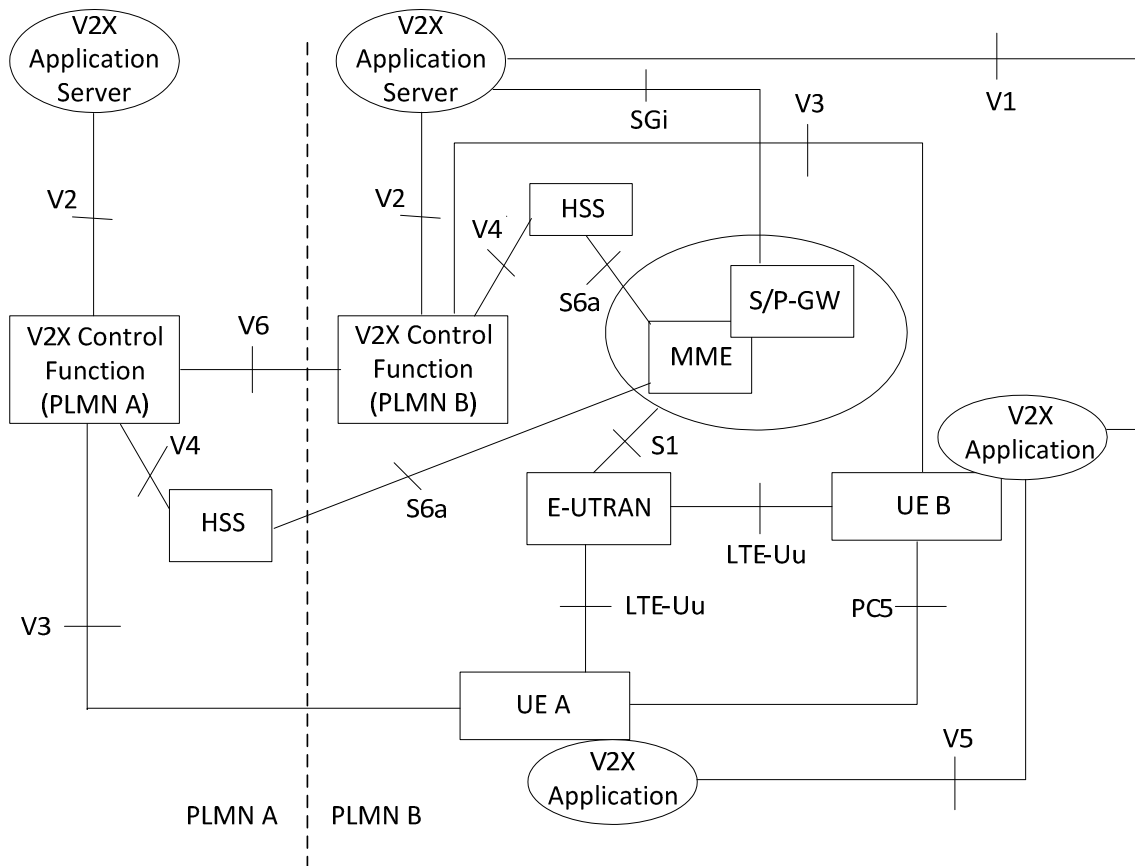 V2X
Application
Server
V2X
Application
Server
V1
SGi
V3
V2
V2
V4
HSS
S6a
S/P-GW
MME
V2X Control
Function
(PLMN A)
V6
V2X Control
Function
(PLMN B)
V4
HSS
S6a
S1
E-UTRAN
LTE-Uu
UE B
V2X
Application
V3
LTE-Uu
PC5
UE A
V2X
Application
V5
PLMN A
PLMN B